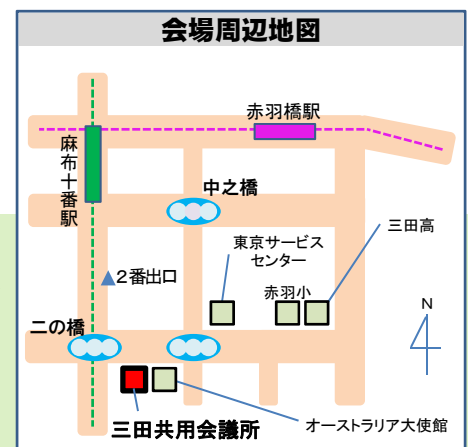 会場周辺地図
赤羽橋駅
麻布十番駅
中之橋
三田高
東京サービス
センター
▲2番出口
赤羽小
N
二の橋
オーストラリア大使館
三田共用会議所